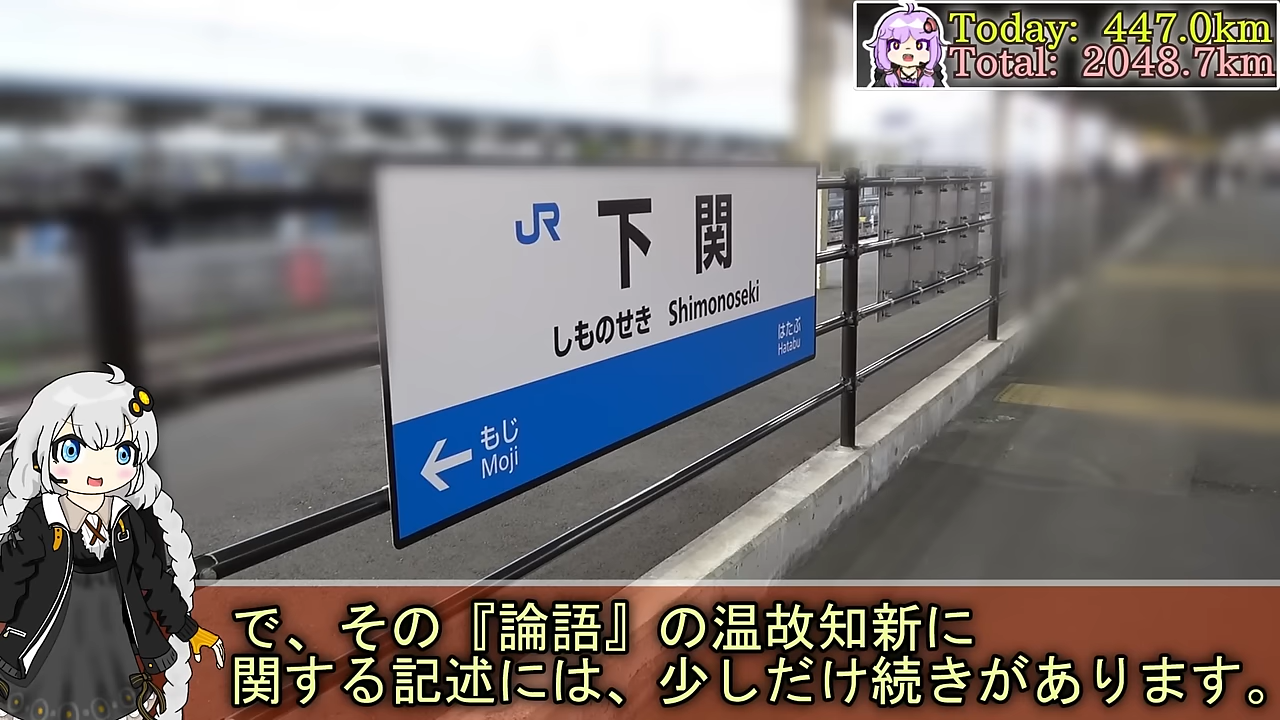 Today: 447.0km
Total: 2048.7km
JR 下関
しものせき Shimonoseki
はたぶ
Hatabu
← もじ
Moji
で、その『論語』の温故知新に
関する記述には、少しだけ続きがあります。